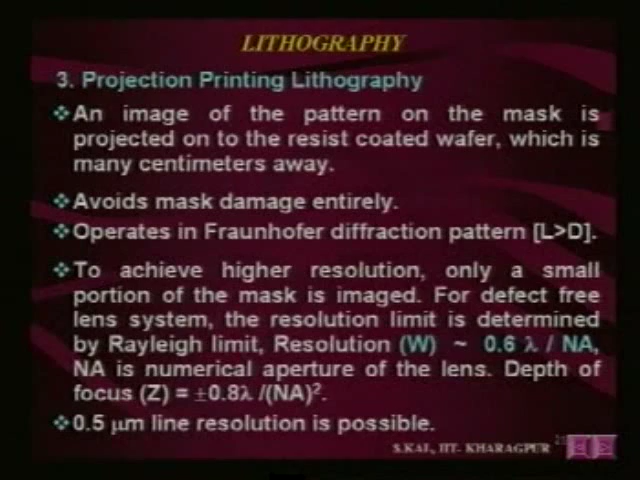 LITHOGRAPHY
3. Projection Printing Lithography
❖An image of the pattern on the mask is
projected on to the resist coated wafer, which is
many centimeters away.
❖Avoids mask damage entirely.
❖Operates in Fraunhofer diffraction pattern [L>D].
❖To achieve higher resolution, only a small
portion of the mask is imaged. For defect free
lens system, the resolution limit is determined
by Rayleigh limit, Resolution (W) ~ 0.6 λ / NA,
NA is numerical aperture of the lens. Depth of
focus (Z) = ±0.8λ /(NA)².
❖0.5 μm line resolution is possible.
S.KAL, IIT- KHARAGPUR